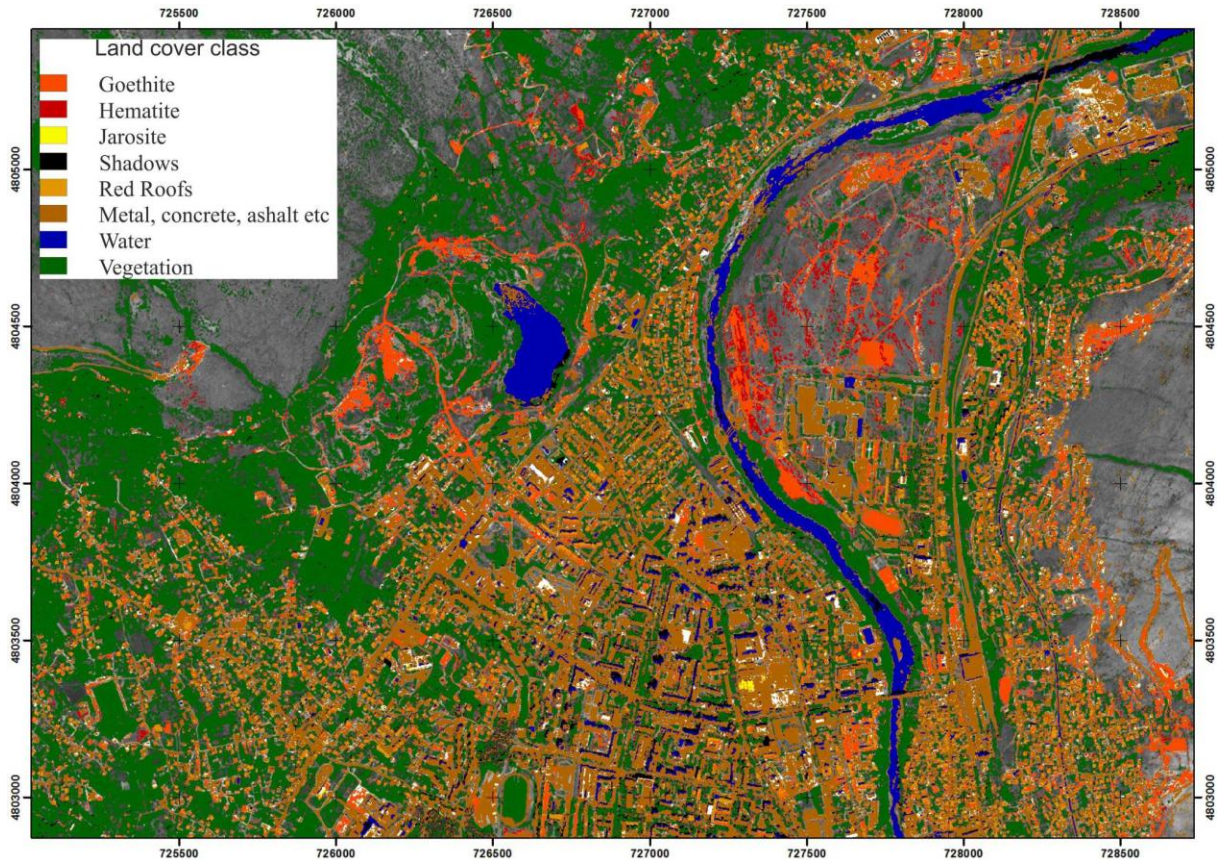 725500 726000 726500 727000 727500 728000 728500
Land cover class
Goethite
Hematite
Jarosite
Shadows
Red Roofs
Metal, concrete, ashalt etc
Water
Vegetation
4805000 4805000
4804500 4804500
4804000 4804000
4803500 4803500
4803000 4803000
725500 726000 726500 727000 727500 728000 728500